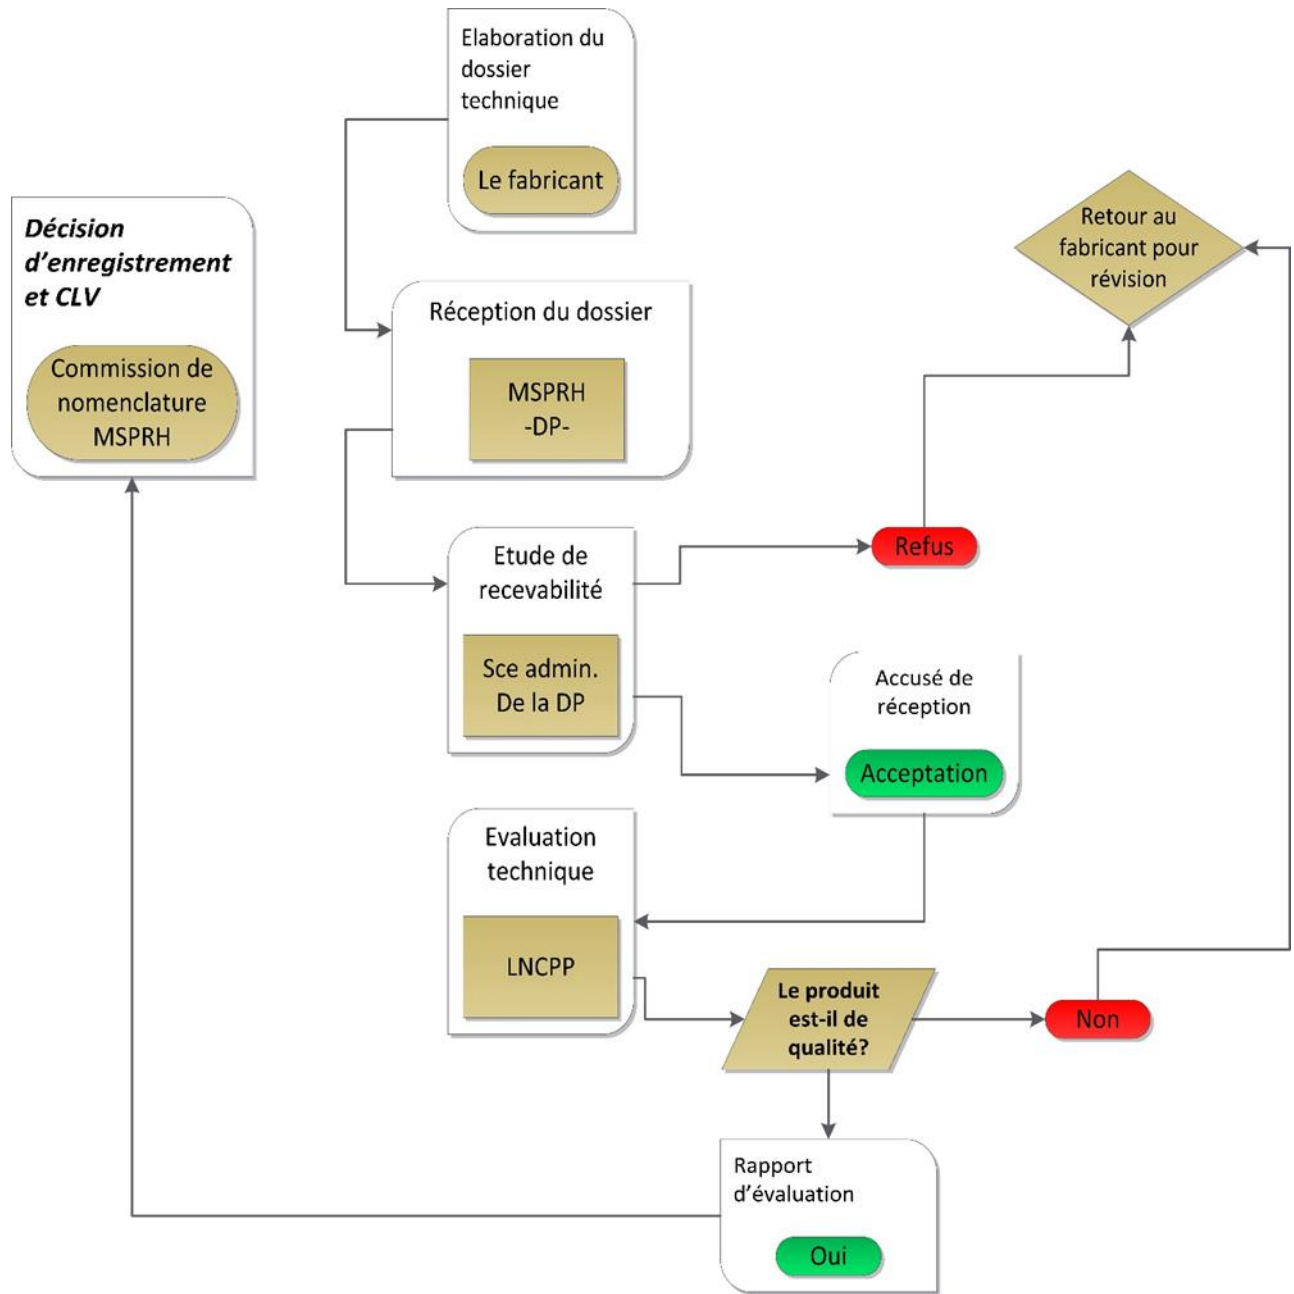 Elaboration du
dossier
technique
Le fabricant
Décision
d'enregistrement
et CLV
Commission de
nomenclature
MSPRH
Retour au
fabricant pour
révision
Réception du dossier
MSPRH
-DP-
Etude de
recevabilité
Sce admin.
De la DP
Refus
Accusé de
réception
Acceptation
Evaluation
technique
LNCPP
Le produit
est-il de
qualité?
Non
Rapport
d'évaluation
Oui